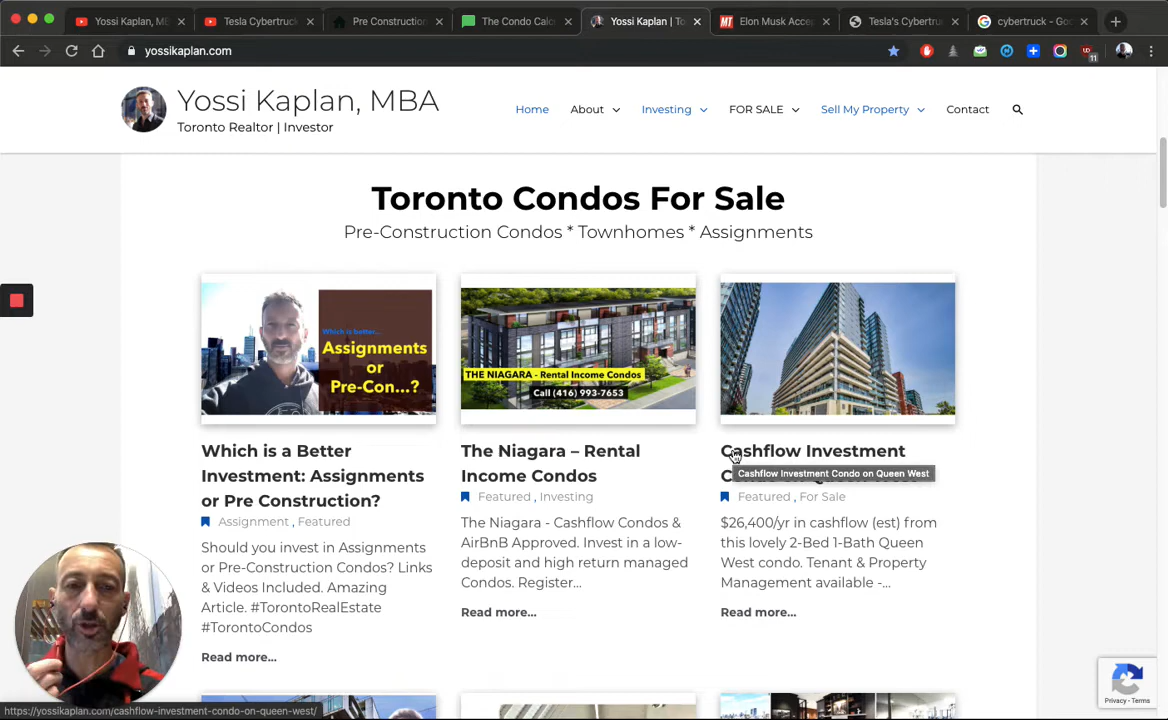 Yossi Kaplan, MB
Tesla Cybertruc
Pre Construction
The Condo Calc
Yossi Kaplan | To
Elon Musk Acce
Tesla's Cybertru
cybertruck - Goo
yossikaplan.com
11
Yossi Kaplan, MBA
Toronto Realtor | Investor
Home
About
Investing
FOR SALE
Sell My Property
Contact
Toronto Condos For Sale
Pre-Construction Condos * Townhomes * Assignments
Which is better...
Assignments
or
Pre-Con...?
THE NIAGARA - Rental Income Condos
Call (416) 993-7653
Which is a Better
Investment: Assignments
or Pre Construction?
Assignment , Featured
Should you invest in Assignments
or Pre-Construction Condos? Links
& Videos Included. Amazing
Article. #TorontoRealEstate
#TorontoCondos
Read more...
The Niagara – Rental
Income Condos
Featured , Investing
The Niagara - Cashflow Condos &
AirBnB Approved. Invest in a low-
deposit and high return managed
Condos. Register...
Read more...
Cashflow Investment
Cashflow Investment Condo on Queen West
Featured , For Sale
$26,400/yr in cashflow (est) from
this lovely 2-Bed 1-Bath Queen
West condo. Tenant & Property
Management available -...
Read more...
Privacy - Terms
https://yossikaplan.com/cashflow-investment-condo-on-queen-west/